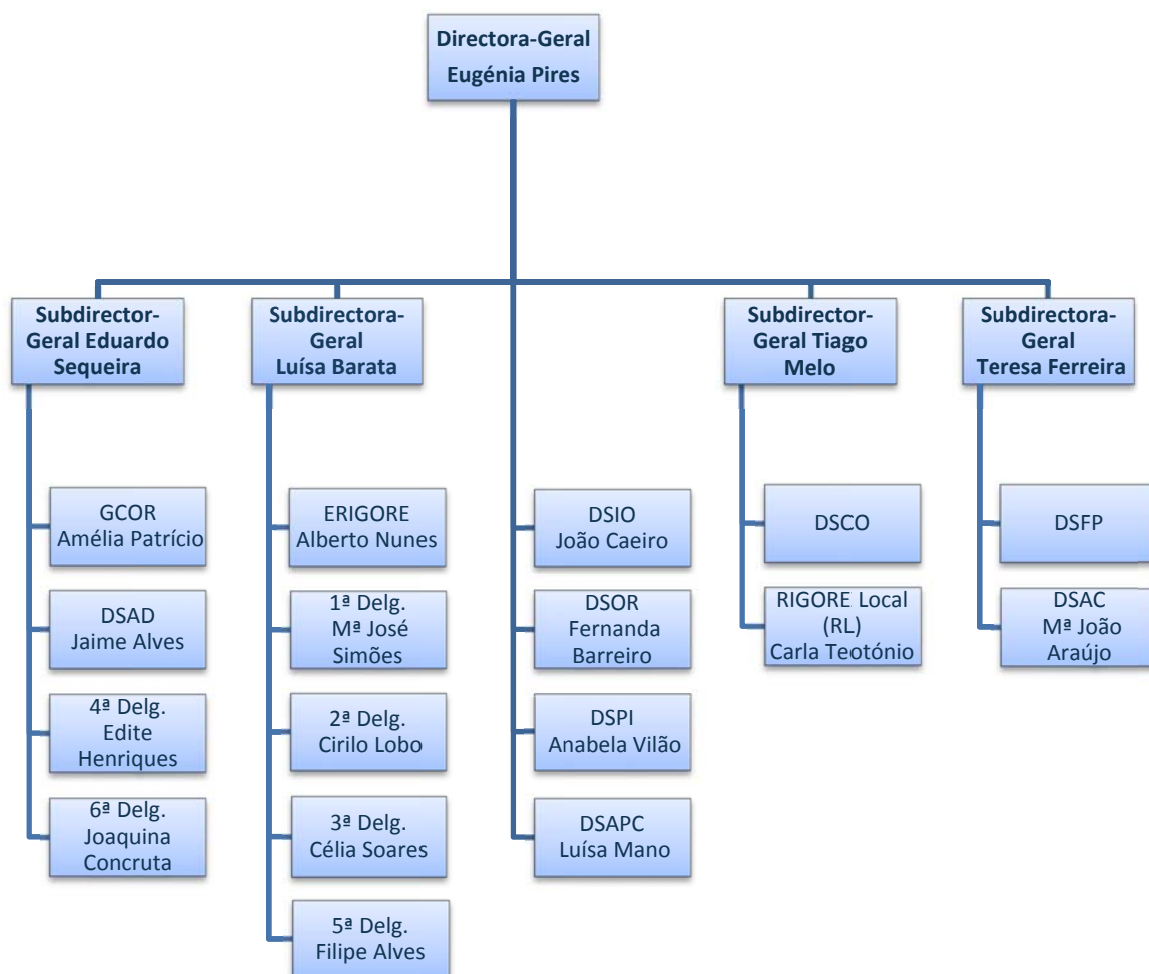 Directora-Geral
Eugénia Pires
Subdirector-
Geral Eduardo
Sequeira
Subdirectora-
Geral
Luísa Barata
Subdirector-
Geral Tiago
Melo
Subdirectora-
Geral
Teresa Ferreira
GCOR
Amélia Patrício
DSAD
Jaime Alves
4ª Delg.
Edite
Henriques
6ª Delg.
Joaquina
Concruta
ERIGORE
Alberto Nunes
1ª Delg.
Mª José
Simões
2ª Delg.
Cirilo Lobo
3ª Delg.
Célia Soares
5ª Delg.
Filipe Alves
DSIO
João Caeiro
DSOR
Fernanda
Barreiro
DSPI
Anabela Vilão
DSAPC
Luísa Mano
DSCO
RIGORE Local
(RL)
Carla Teotónio
DSFP
DSAC
Mª João
Araújo